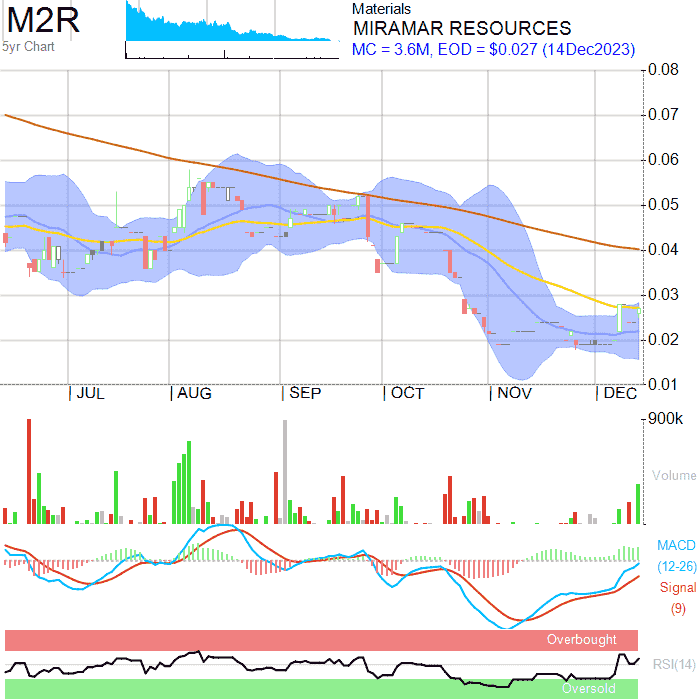 M2R
5yr Chart
Materials
MIRAMAR RESOURCES
MC = 3.6M, EOD = $0.027 (14Dec2023)
0.08
0.07
0.06
0.05
0.04
0.03
0.02
0.01
JUL AUG SEP OCT NOV DEC
900k
Volume
MACD
(12-26)
Signal
(9)
Overbought
RSI(14)
Oversold